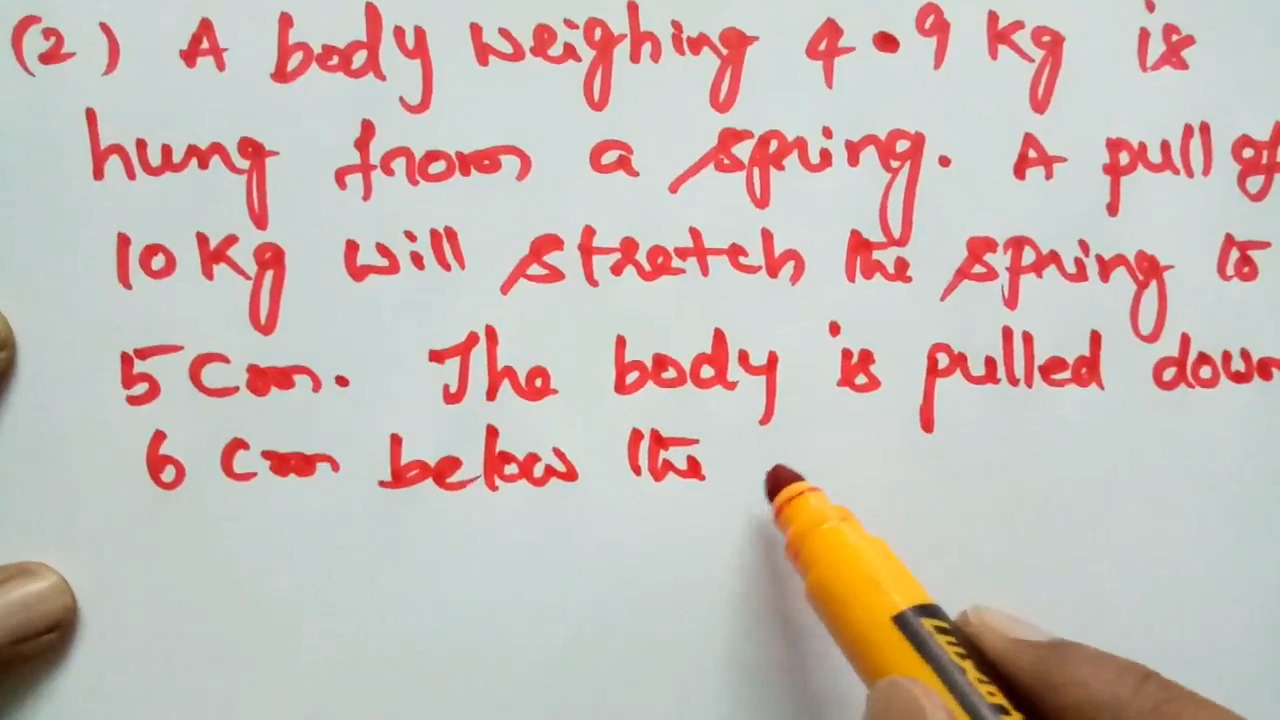 (2) A body weighing 4.9 kg is
hung from a spring. A pull of
10 kg will stretch the spring to
5 cm. The body is pulled down
6 cm below the